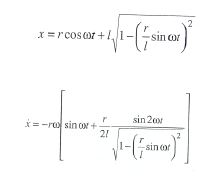 x = r cos ωt + l√(1 − (r/l sin ωt)²)
ẋ = −rω[sin ωt + r/2l sin 2ωt/√(1 − (r/l sin ωt)²)]